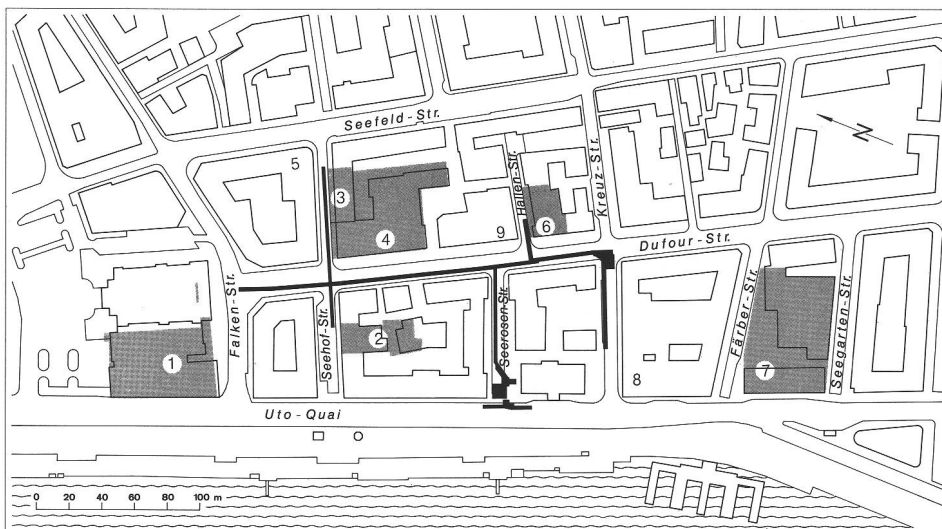 Seefeld-Str.
5
3
Hallen-Str.
Kreuz-Str.
N
4
9
6
Dufour-Str.
Falken-Str.
Seehof-Str.
2
Seerosen-Str.
Färber-Str.
Seegarten-Str.
1
8
7
Uto-Quai
0 20 40 60 80 100 m